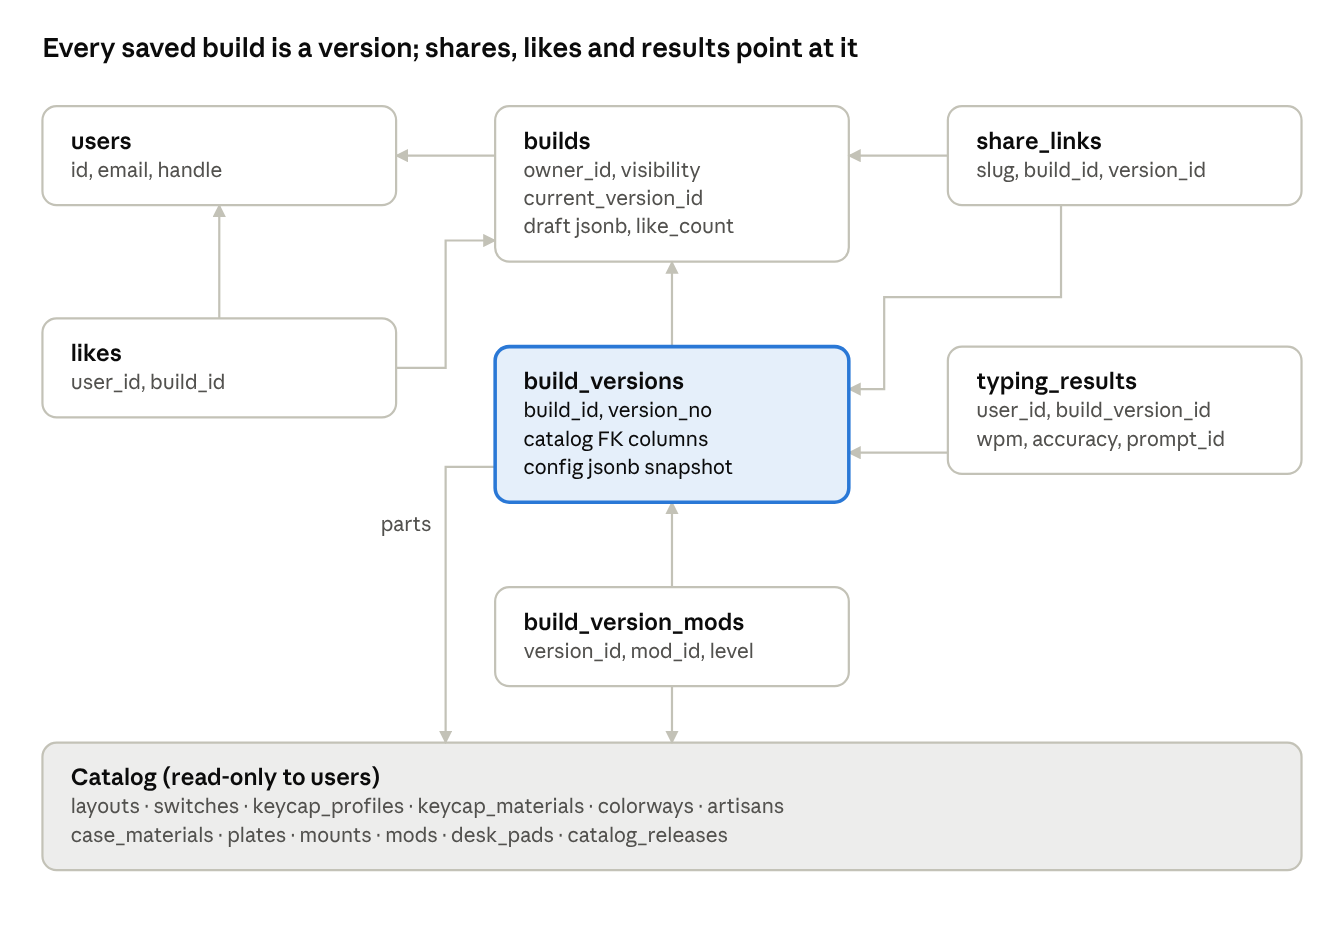 Every saved build is a version; shares, likes and results point at it
users
id, email, handle
builds
owner_id, visibility
current_version_id
draft jsonb, like_count
share_links
slug, build_id, version_id
likes
user_id, build_id
build_versions
build_id, version_no
catalog FK columns
config jsonb snapshot
typing_results
user_id, build_version_id
wpm, accuracy, prompt_id
parts
build_version_mods
version_id, mod_id, level
Catalog (read-only to users)
layouts · switches · keycap_profiles · keycap_materials · colorways · artisans
case_materials · plates · mounts · mods · desk_pads · catalog_releases